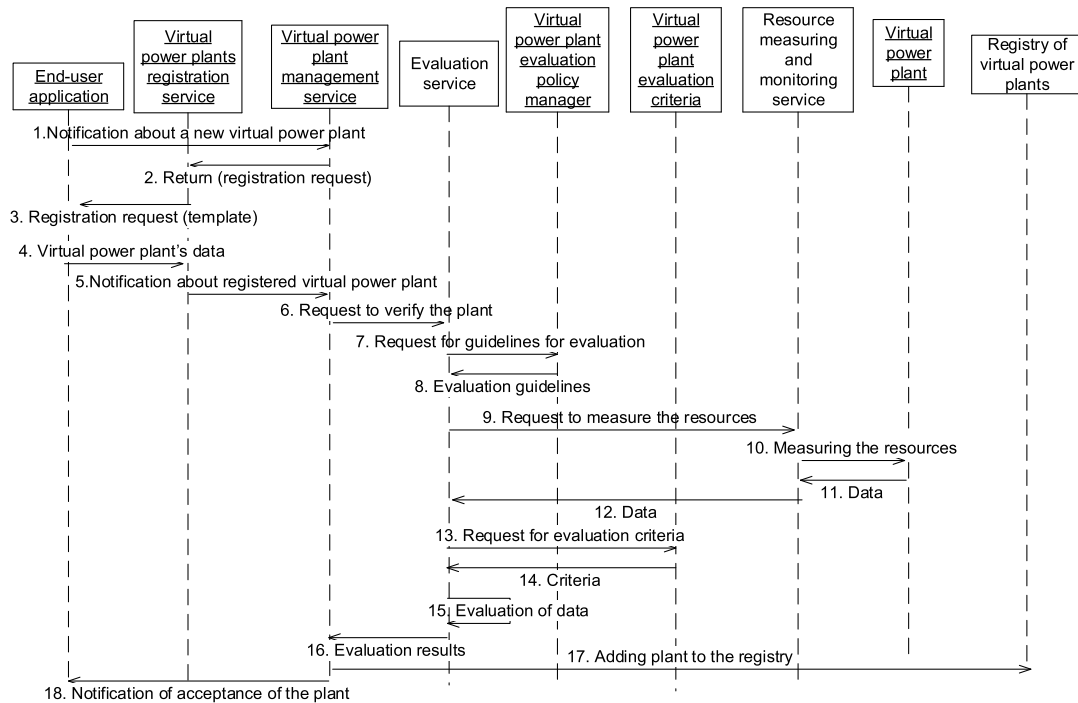 End-user
application
Virtual
power plants
registration
service
Virtual power
plant
management
service
Evaluation
service
Virtual
power plant
evaluation
policy
manager
Virtual
power
plant
evaluation
criteria
Resource
measuring
and
monitoring
service
Virtual
power
plant
Registry of
virtual power
plants
1.Notification about a new virtual power plant
2. Return (registration request)
3. Registration request (template)
4. Virtual power plant's data
5.Notification about registered virtual power plant
6. Request to verify the plant
7. Request for guidelines for evaluation
8. Evaluation guidelines
9. Request to measure the resources
10. Measuring the resources
11. Data
12. Data
13. Request for evaluation criteria
14. Criteria
15. Evaluation of data
16. Evaluation results
17. Adding plant to the registry
18. Notification of acceptance of the plant